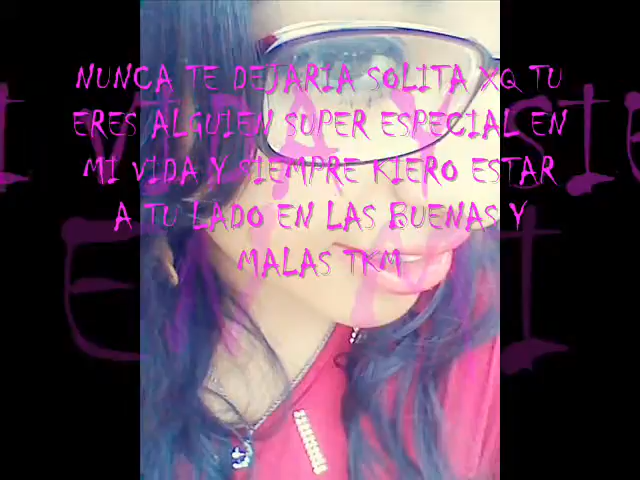 NUNCA TE DEJARIA SOLITA XQ TU
ERES ALGUIEN SUPER ESPECIAL EN
MI VIDA Y SIEMPRE KIERO ESTAR
A TU LADO EN LAS BUENAS Y
MALAS TKM